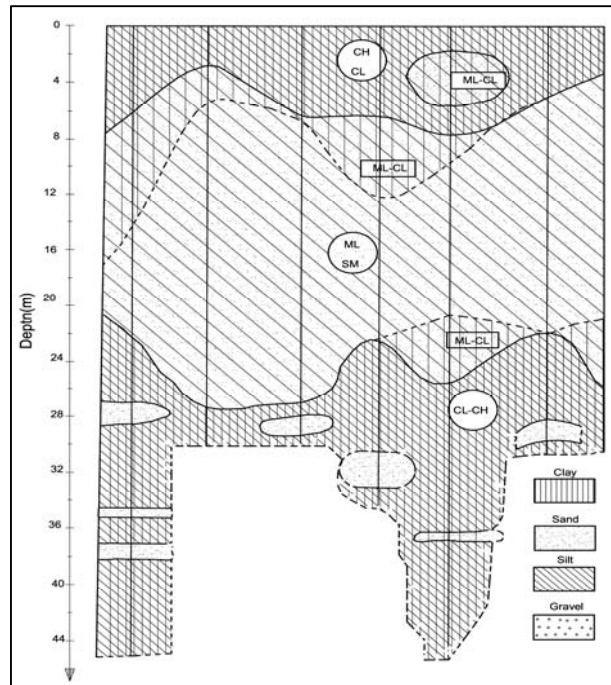 0
4
8
12
16
20
24
28
32
36
40
44
Deptn(m)
CH
CL
ML-CL
ML-CL
ML
SM
ML-CL
CL-CH
Clay
Sand
Silt
Gravel